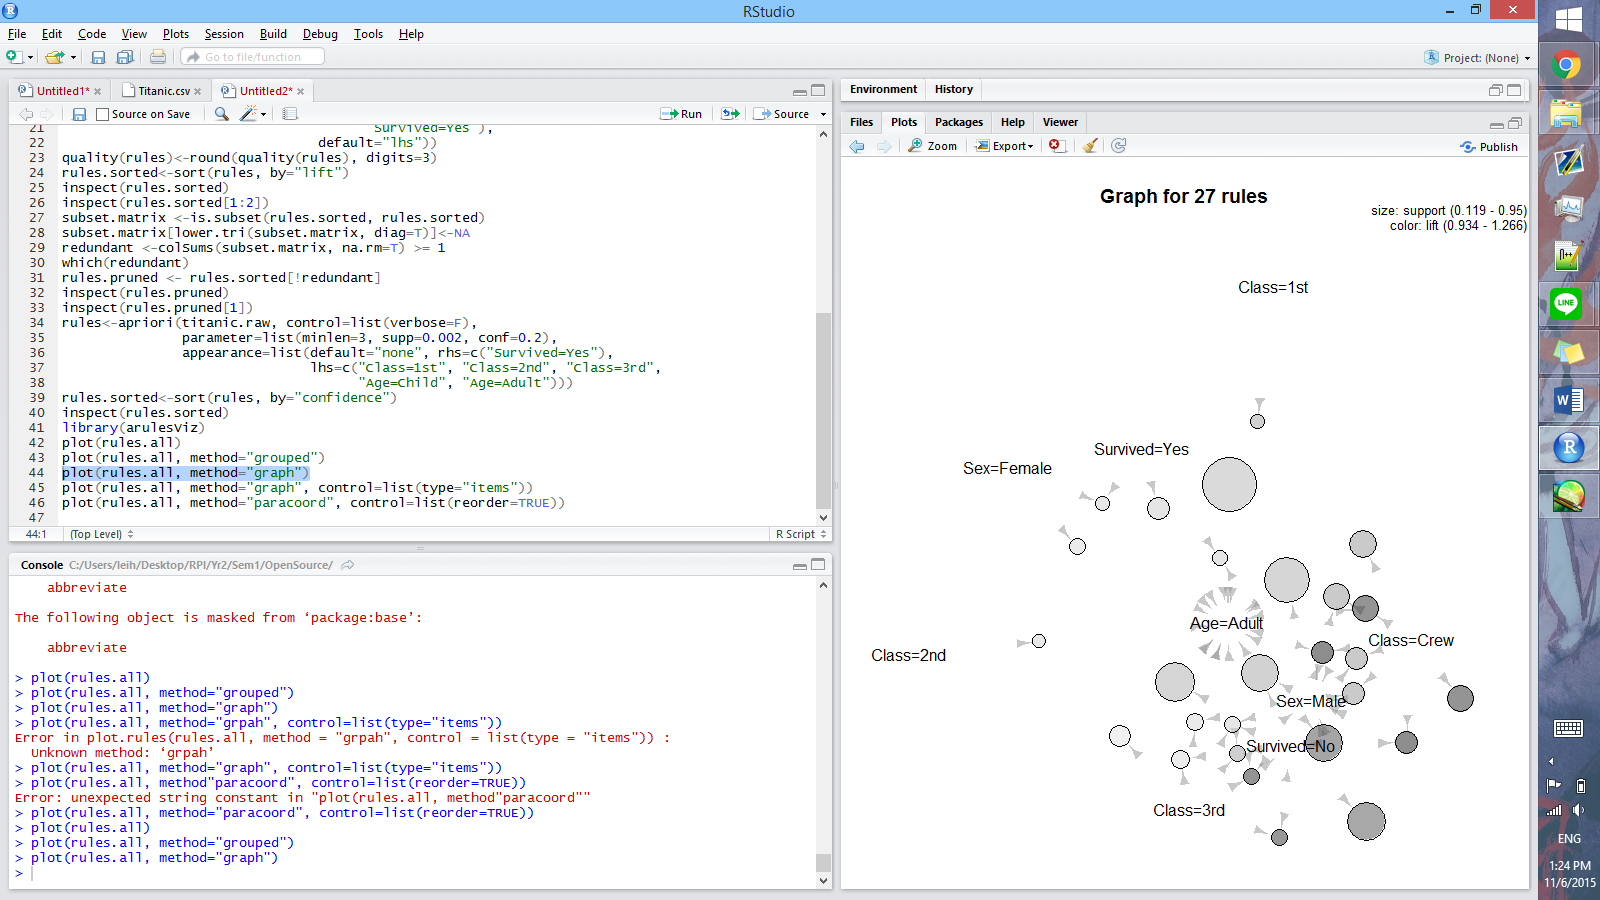 RStudio
File Edit Code View Plots Session Build Debug Tools Help
Go to file/function
Project: (None)
Untitled1*
Titanic.csv
Untitled2*
Source on Save
Run
Source
21 Survived=Yes"),
22 default="lhs"))
23 quality(rules)<-round(quality(rules), digits=3)
24 rules.sorted<-sort(rules, by="lift")
25 inspect(rules.sorted)
26 inspect(rules.sorted[1:2])
27 subset.matrix <-is.subset(rules.sorted, rules.sorted)
28 subset.matrix[lower.tri(subset.matrix, diag=T)]<-NA
29 redundant <-colSums(subset.matrix, na.rm=T) >= 1
30 which(redundant)
31 rules.pruned <- rules.sorted[!redundant]
32 inspect(rules.pruned)
33 inspect(rules.pruned[1])
34 rules<-apriori(titanic.raw, control=list(verbose=F),
35 parameter=list(minlen=3, supp=0.002, conf=0.2),
36 appearance=list(default="none", rhs=c("Survived=Yes"),
37 lhs=c("Class=1st", "Class=2nd", "Class=3rd",
38 "Age=Child", "Age=Adult")))
39 rules.sorted<-sort(rules, by="confidence")
40 inspect(rules.sorted)
41 library(arulesViz)
42 plot(rules.all)
43 plot(rules.all, method="grouped")
44 plot(rules.all, method="graph")
45 plot(rules.all, method="graph", control=list(type="items"))
46 plot(rules.all, method="paracoord", control=list(reorder=TRUE))
47
44:1 (Top Level) R Script
Console C:/Users/leih/Desktop/RPI/Yr2/Sem1/OpenSource/
abbreviate
The following object is masked from ‘package:base’:
abbreviate
> plot(rules.all)
> plot(rules.all, method="grouped")
> plot(rules.all, method="graph")
> plot(rules.all, method="grpah", control=list(type="items"))
Error in plot.rules(rules.all, method = "grpah", control = list(type = "items")) :
Unknown method: ‘grpah’
> plot(rules.all, method="graph", control=list(type="items"))
> plot(rules.all, method"paracoord", control=list(reorder=TRUE))
Error: unexpected string constant in "plot(rules.all, method"paracoord""
> plot(rules.all, method="paracoord", control=list(reorder=TRUE))
> plot(rules.all)
> plot(rules.all, method="grouped")
> plot(rules.all, method="graph")
>
Environment History
Files Plots Packages Help Viewer
Zoom Export Publish
Graph for 27 rules
size: support (0.119 - 0.95)
color: lift (0.934 - 1.266)
Class=1st
Survived=Yes
Sex=Female
Age=Adult
Class=Crew
Class=2nd
Sex=Male
Survived=No
Class=3rd
LINE
ENG
1:24 PM
11/6/2015